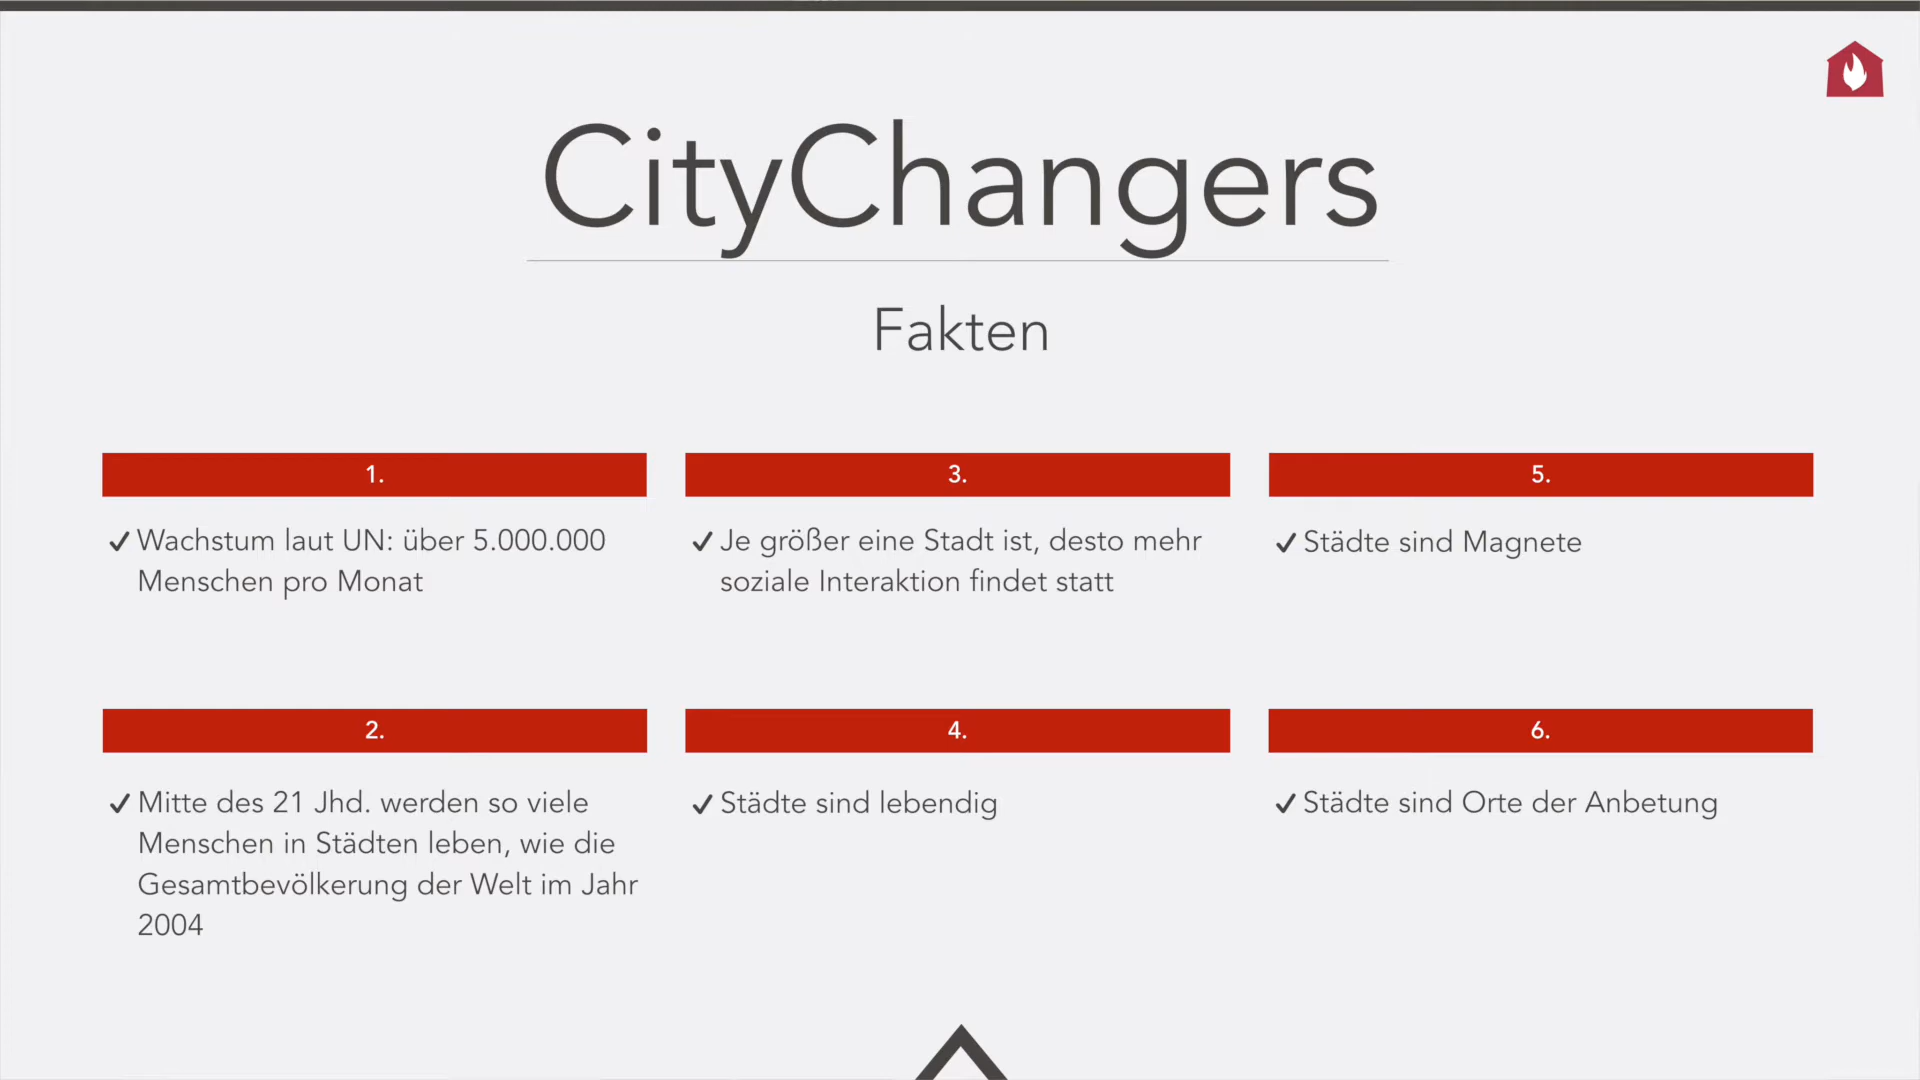 CityChangers
Fakten
1.
✓ Wachstum laut UN: über 5.000.000
Menschen pro Monat
2.
✓ Mitte des 21 Jhd. werden so viele
Menschen in Städten leben, wie die
Gesamtbevölkerung der Welt im Jahr
2004
3.
✓ Je größer eine Stadt ist, desto mehr
soziale Interaktion findet statt
4.
✓ Städte sind lebendig
5.
✓ Städte sind Magnete
6.
✓ Städte sind Orte der Anbetung